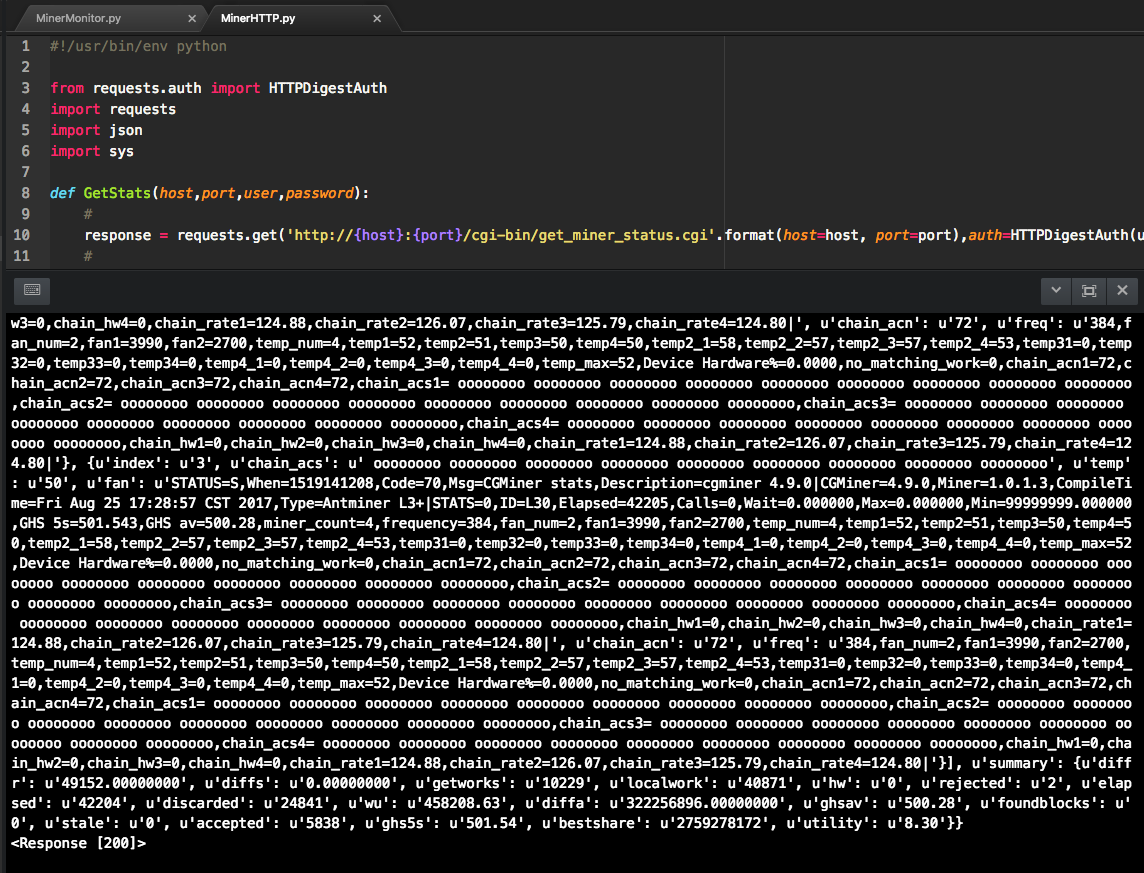 MinerMonitor.py × MinerHTTP.py ×
1 #!/usr/bin/env python
2
3 from requests.auth import HTTPDigestAuth
4 import requests
5 import json
6 import sys
7
8 def GetStats(host,port,user,password):
9 #
10 response = requests.get('http://{host}:{port}/cgi-bin/get_miner_status.cgi'.format(host=host, port=port),auth=HTTPDigestAuth(u
11 #
w3=0,chain_hw4=0,chain_rate1=124.88,chain_rate2=126.07,chain_rate3=125.79,chain_rate4=124.80|', u'chain_acn': u'72', u'freq': u'384,f
an_num=2,fan1=3990,fan2=2700,temp_num=4,temp1=52,temp2=51,temp3=50,temp4=50,temp2_1=58,temp2_2=57,temp2_3=57,temp2_4=53,temp31=0,temp
32=0,temp33=0,temp34=0,temp4_1=0,temp4_2=0,temp4_3=0,temp4_4=0,temp_max=52,Device Hardware%=0.0000,no_matching_work=0,chain_acn1=72,c
hain_acn2=72,chain_acn3=72,chain_acn4=72,chain_acs1= oooooooo oooooooo oooooooo oooooooo oooooooo oooooooo oooooooo oooooooo oooooooo
,chain_acs2= oooooooo oooooooo oooooooo oooooooo oooooooo oooooooo oooooooo oooooooo oooooooo,chain_acs3= oooooooo oooooooo oooooooo
oooooooo oooooooo oooooooo oooooooo oooooooo oooooooo,chain_acs4= oooooooo oooooooo oooooooo oooooooo oooooooo oooooooo oooooooo oooo
oooo oooooooo,chain_hw1=0,chain_hw2=0,chain_hw3=0,chain_hw4=0,chain_rate1=124.88,chain_rate2=126.07,chain_rate3=125.79,chain_rate4=12
4.80|'}, {u'index': u'3', u'chain_acs': u' oooooooo oooooooo oooooooo oooooooo oooooooo oooooooo oooooooo oooooooo oooooooo', u'temp'
: u'50', u'fan': u'STATUS=S,When=1519141208,Code=70,Msg=CGMiner stats,Description=cgminer 4.9.0|CGMiner=4.9.0,Miner=1.0.1.3,CompileTi
me=Fri Aug 25 17:28:57 CST 2017,Type=Antminer L3+|STATS=0,ID=L30,Elapsed=42205,Calls=0,Wait=0.000000,Max=0.000000,Min=99999999.000000
,GHS 5s=501.543,GHS av=500.28,miner_count=4,frequency=384,fan_num=2,fan1=3990,fan2=2700,temp_num=4,temp1=52,temp2=51,temp3=50,temp4=5
0,temp2_1=58,temp2_2=57,temp2_3=57,temp2_4=53,temp31=0,temp32=0,temp33=0,temp34=0,temp4_1=0,temp4_2=0,temp4_3=0,temp4_4=0,temp_max=52
,Device Hardware%=0.0000,no_matching_work=0,chain_acn1=72,chain_acn2=72,chain_acn3=72,chain_acn4=72,chain_acs1= oooooooo oooooooo ooo
ooooo oooooooo oooooooo oooooooo oooooooo oooooooo oooooooo,chain_acs2= oooooooo oooooooo oooooooo oooooooo oooooooo oooooooo ooooooo
o oooooooo oooooooo,chain_acs3= oooooooo oooooooo oooooooo oooooooo oooooooo oooooooo oooooooo oooooooo oooooooo,chain_acs4= oooooooo
oooooooo oooooooo oooooooo oooooooo oooooooo oooooooo oooooooo oooooooo,chain_hw1=0,chain_hw2=0,chain_hw3=0,chain_hw4=0,chain_rate1=
124.88,chain_rate2=126.07,chain_rate3=125.79,chain_rate4=124.80|', u'chain_acn': u'72', u'freq': u'384,fan_num=2,fan1=3990,fan2=2700,
temp_num=4,temp1=52,temp2=51,temp3=50,temp4=50,temp2_1=58,temp2_2=57,temp2_3=57,temp2_4=53,temp31=0,temp32=0,temp33=0,temp34=0,temp4_
1=0,temp4_2=0,temp4_3=0,temp4_4=0,temp_max=52,Device Hardware%=0.0000,no_matching_work=0,chain_acn1=72,chain_acn2=72,chain_acn3=72,ch
ain_acn4=72,chain_acs1= oooooooo oooooooo oooooooo oooooooo oooooooo oooooooo oooooooo oooooooo oooooooo,chain_acs2= oooooooo ooooooo
o oooooooo oooooooo oooooooo oooooooo oooooooo oooooooo oooooooo,chain_acs3= oooooooo oooooooo oooooooo oooooooo oooooooo oooooooo oo
oooooo oooooooo oooooooo,chain_acs4= oooooooo oooooooo oooooooo oooooooo oooooooo oooooooo oooooooo oooooooo oooooooo,chain_hw1=0,cha
in_hw2=0,chain_hw3=0,chain_hw4=0,chain_rate1=124.88,chain_rate2=126.07,chain_rate3=125.79,chain_rate4=124.80|'}], u'summary': {u'diff
r': u'49152.00000000', u'diffs': u'0.00000000', u'getworks': u'10229', u'localwork': u'40871', u'hw': u'0', u'rejected': u'2', u'elap
sed': u'42204', u'discarded': u'24841', u'wu': u'458208.63', u'diffa': u'322256896.00000000', u'ghsav': u'500.28', u'foundblocks': u'
0', u'stale': u'0', u'accepted': u'5838', u'ghs5s': u'501.54', u'bestshare': u'2759278172', u'utility': u'8.30'}}
<Response [200]>